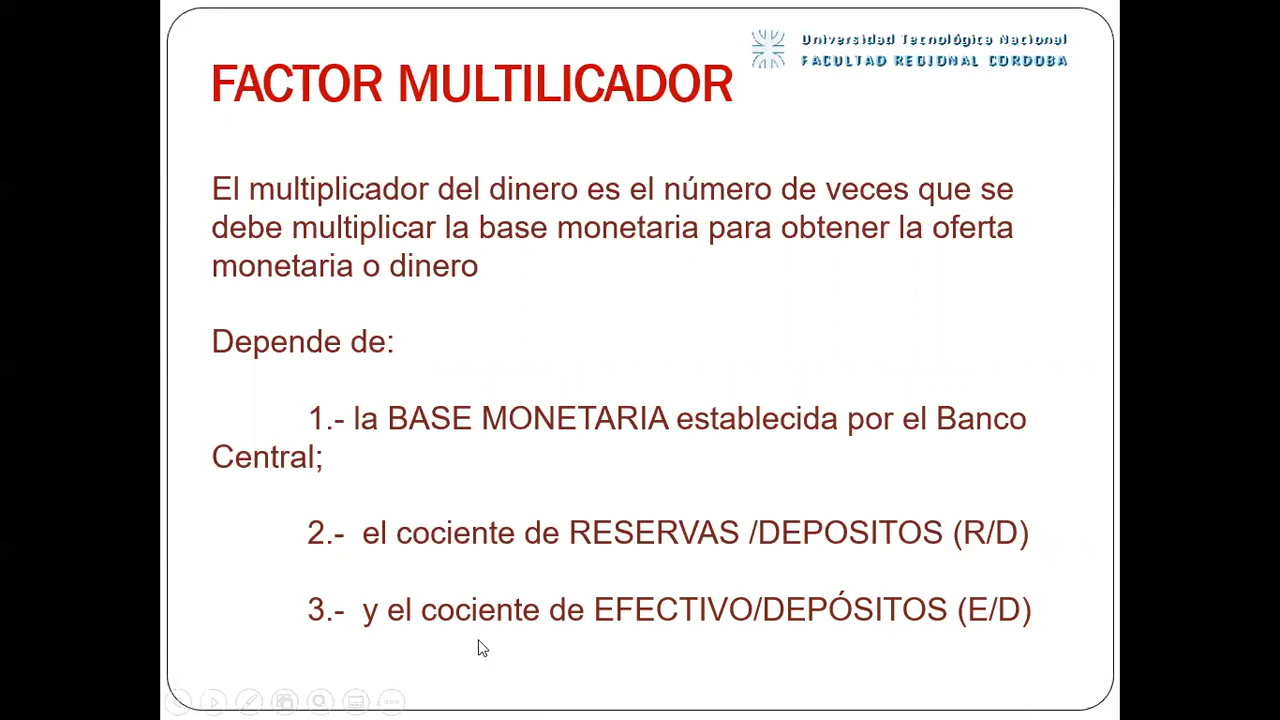 Universidad Tecnológica Nacional
FACULTAD REGIONAL CORDOBA
FACTOR MULTILICADOR
El multiplicador del dinero es el número de veces que se
debe multiplicar la base monetaria para obtener la oferta
monetaria o dinero
Depende de:
1.- la BASE MONETARIA establecida por el Banco
Central;
2.- el cociente de RESERVAS /DEPOSITOS (R/D)
3.- y el cociente de EFECTIVO/DEPÓSITOS (E/D)